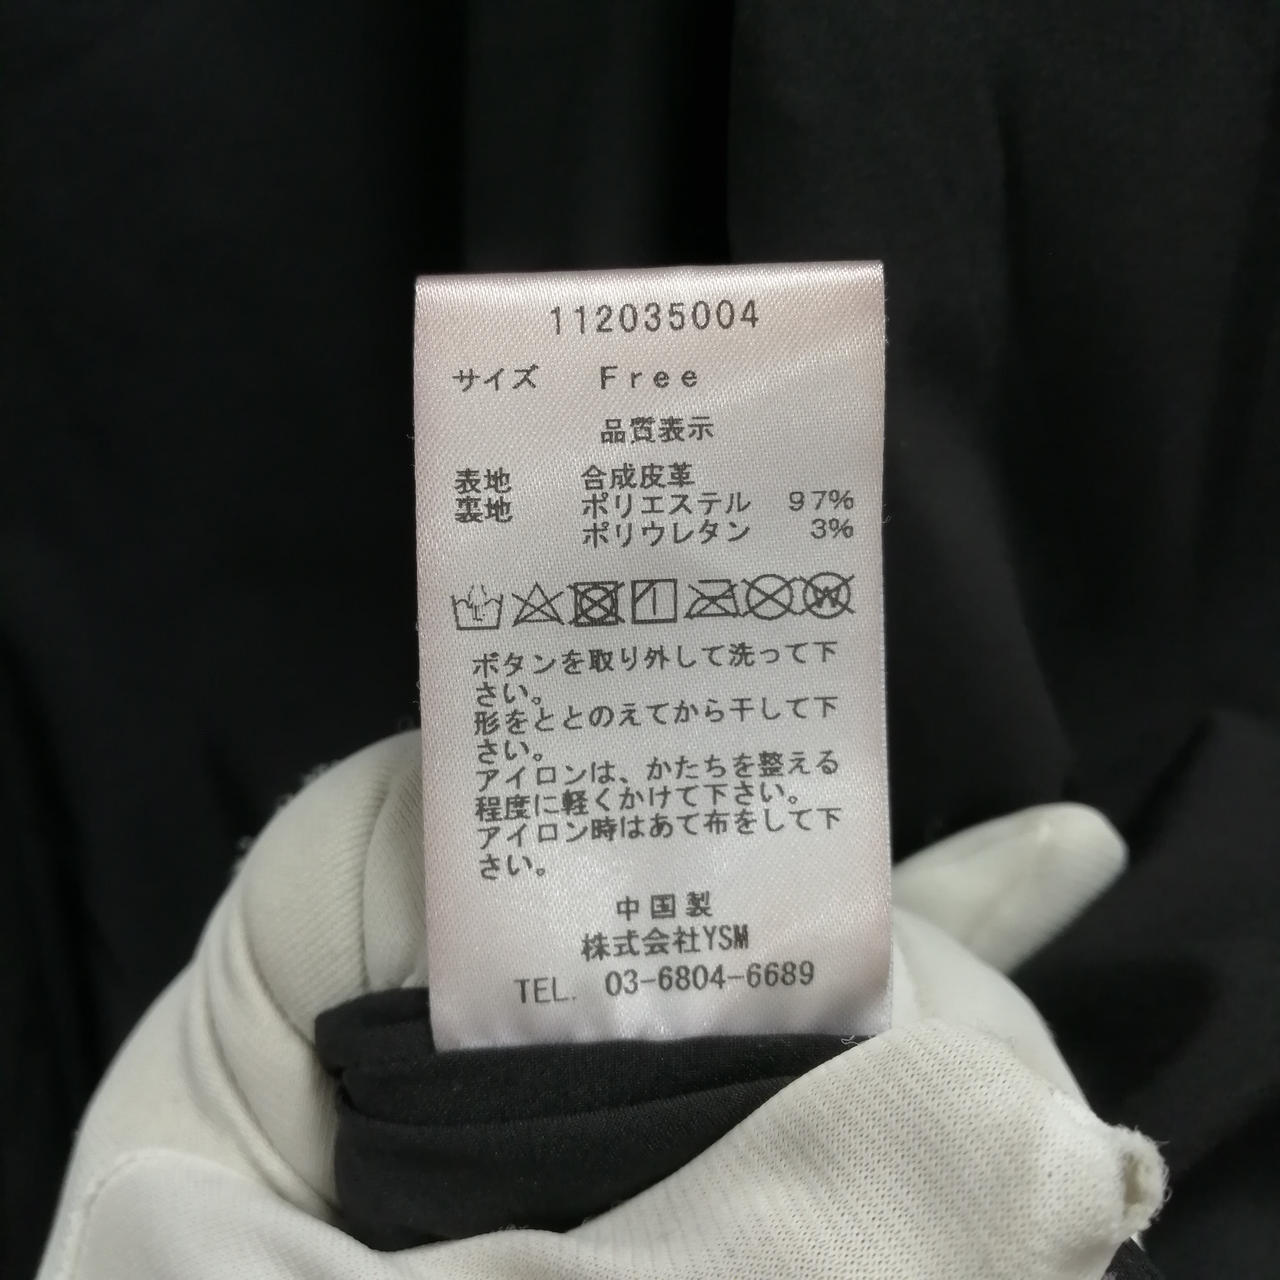 112035004
サイズ Free
品質表示
表地 合成皮革
裏地 ポリエステル 97%
ポリウレタン 3%
ボタンを取り外して洗って下
さい。
形をととのえてから干して下
さい。
アイロンは、かたちを整える
程度に軽くかけて下さい。
アイロン時はあて布をして下
さい。
中国製
株式会社YSM
TEL. 03-6804-6689